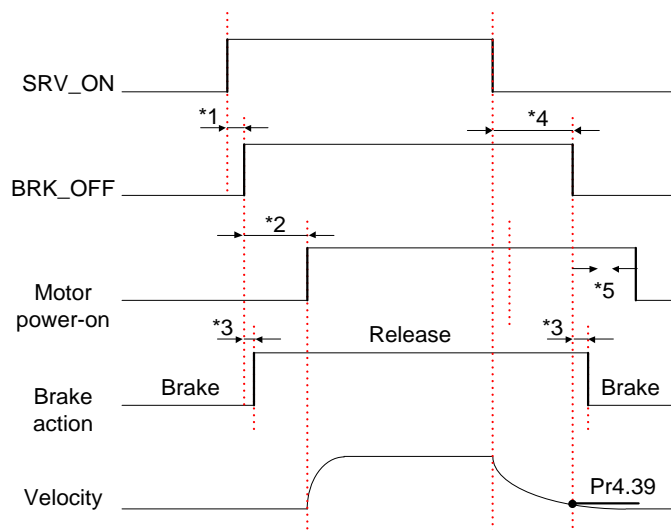 SRV_ON
*1
*4
BRK_OFF
*2
Motor
power-on
*5
*3
Release
*3
Brake
action
Brake
Brake
Velocity
Pr4.39